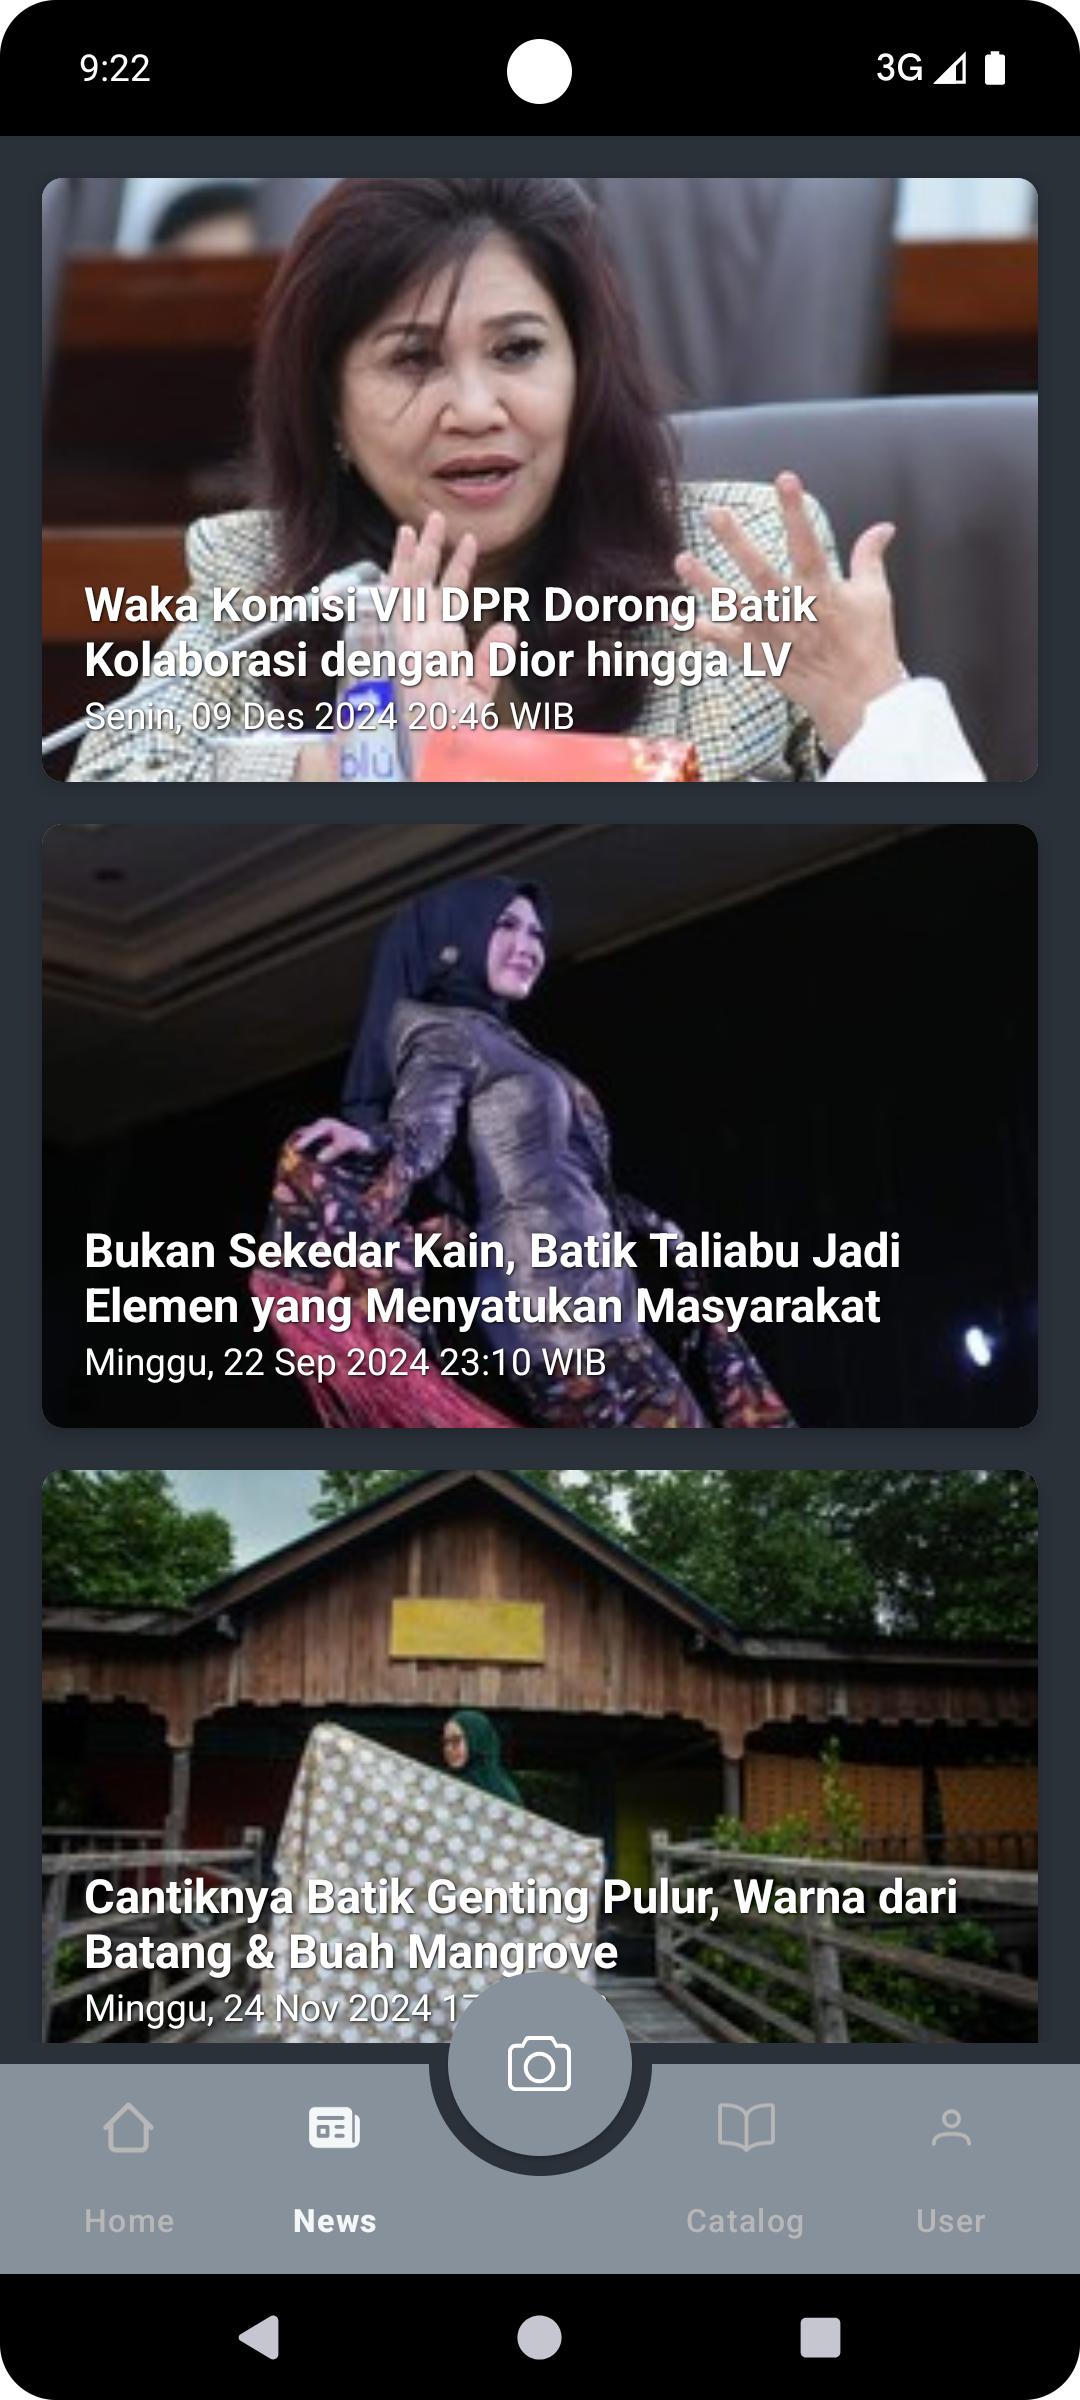 9:22
3G
Waka Komisi VII DPR Dorong Batik
Kolaborasi dengan Dior hingga LV
Senin, 09 Des 2024 20:46 WIB
blu
Bukan Sekedar Kain, Batik Taliabu Jadi
Elemen yang Menyatukan Masyarakat
Minggu, 22 Sep 2024 23:10 WIB
Cantiknya Batik Genting Pulur, Warna dari
Batang & Buah Mangrove
Minggu, 24 Nov 2024
Home
News
Catalog
User